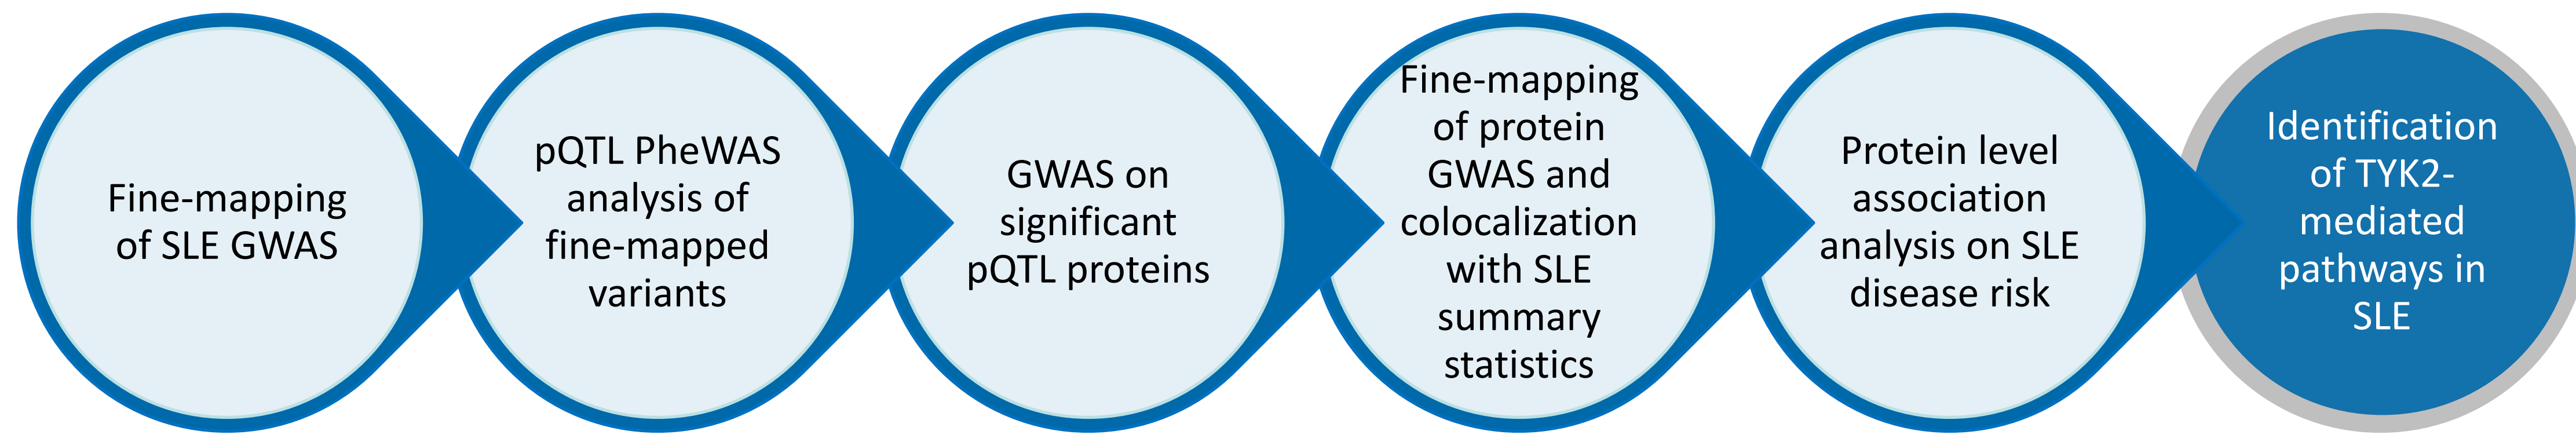 Fine-mapping
of SLE GWAS
pQTL PheWAS
analysis of
fine-mapped
variants
GWAS on
significant
pQTL proteins
Fine-mapping
of protein
GWAS and
colocalization
with SLE
summary
statistics
Protein level
association
analysis on SLE
disease risk
Identification
of TYK2-
mediated
pathways in
SLE